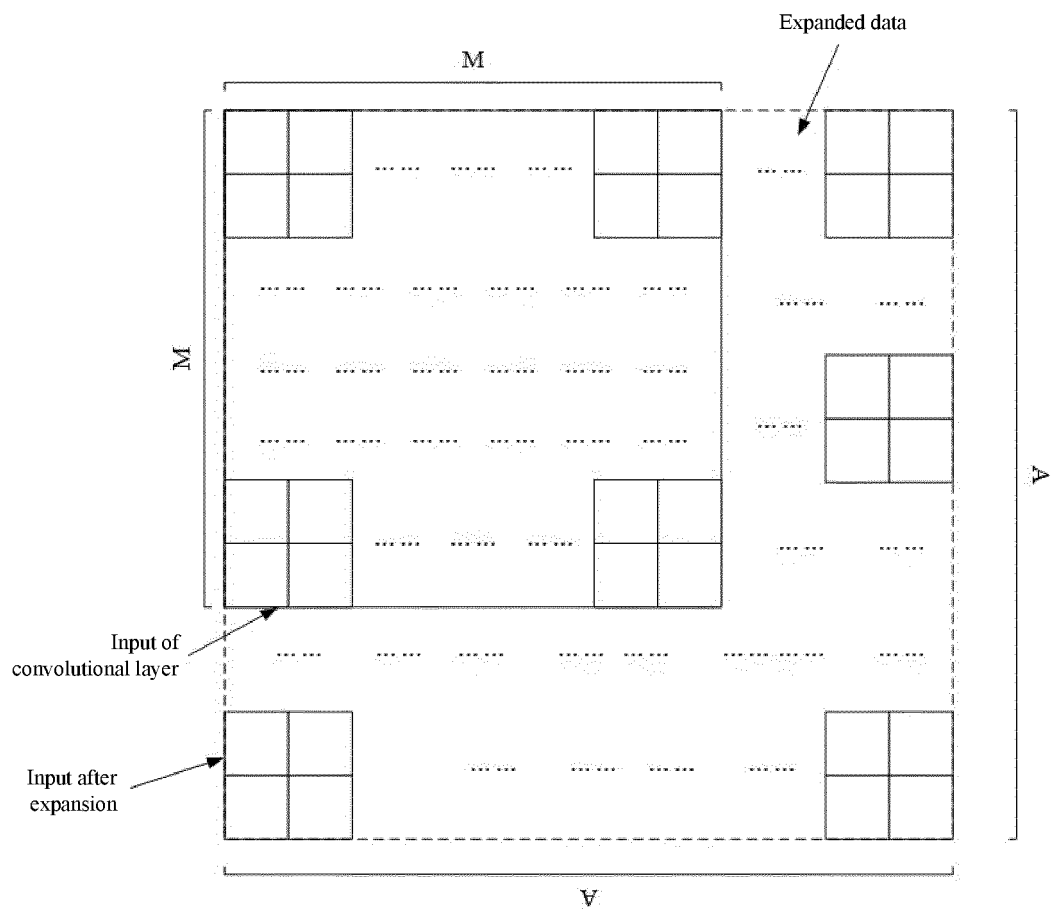 Expanded data
M
M
A
Input of
convolutional layer
Input after
expansion
A